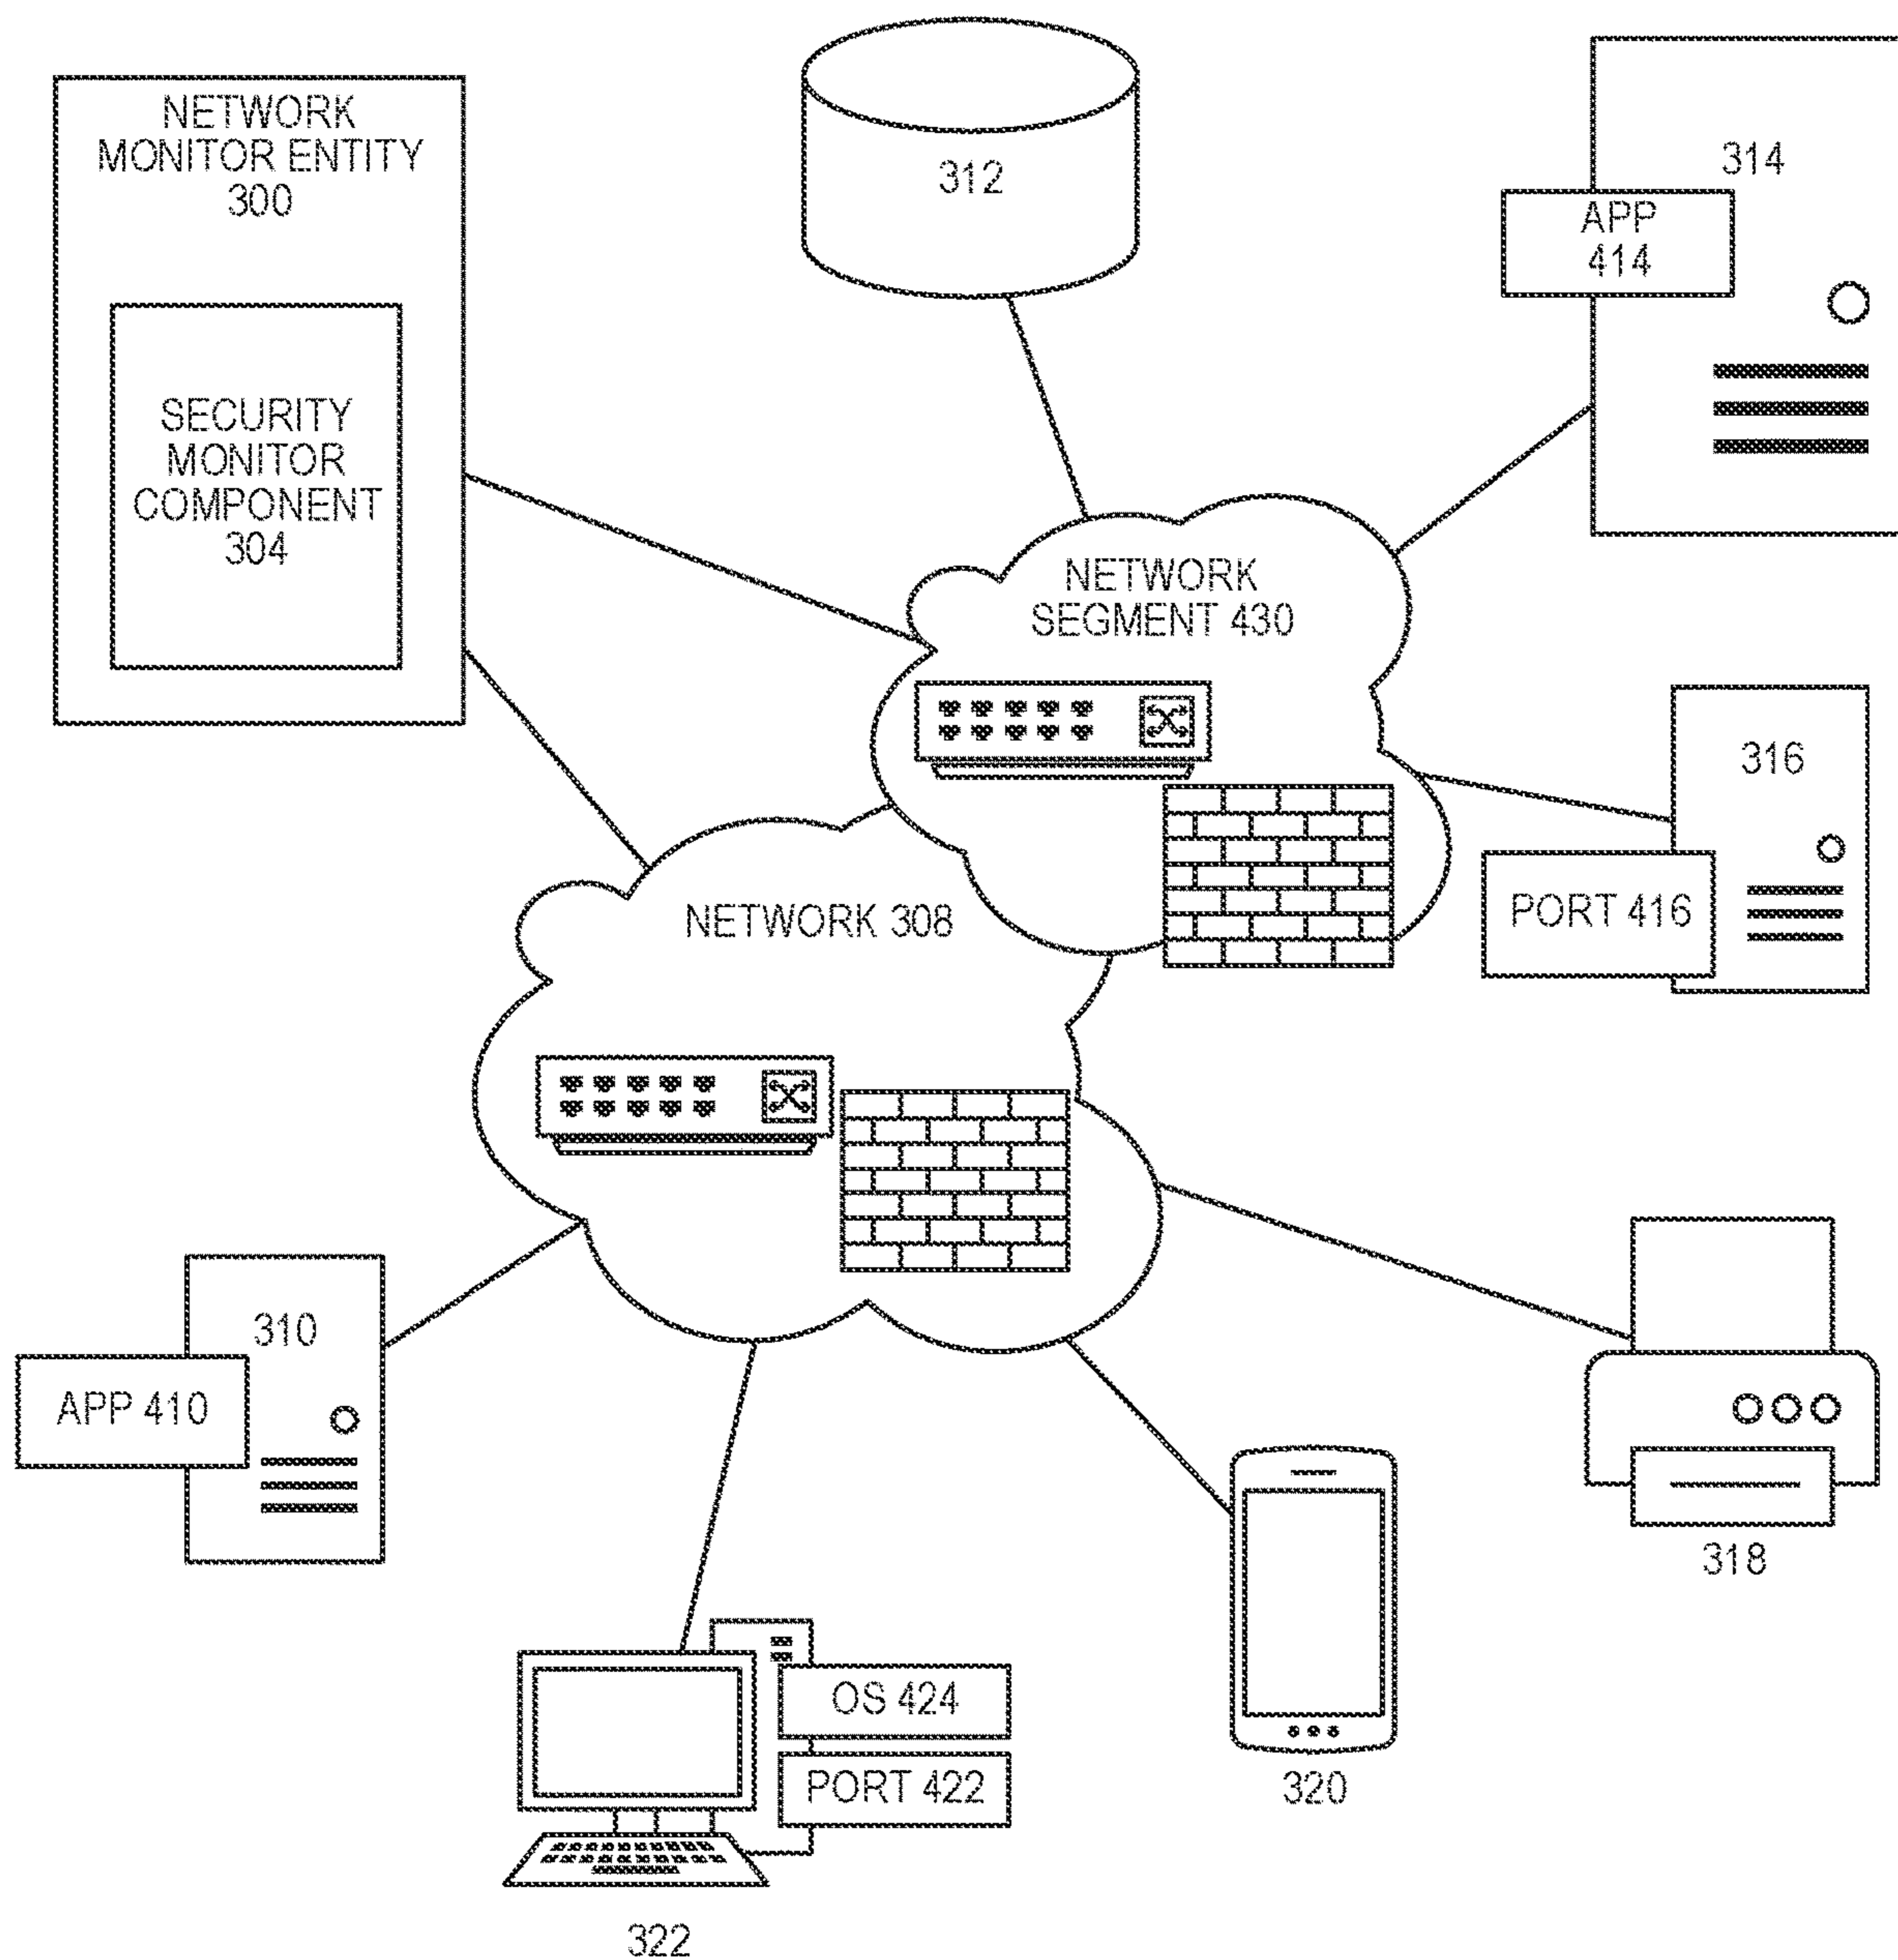 NETWORK
MONITOR ENTITY
300
SECURITY
MONITOR
COMPONENT
304
312
314
APP
414
NETWORK
SEGMENT 430
316
PORT 416
NETWORK 308
310
APP 410
318
OS 424
PORT 422
320
322